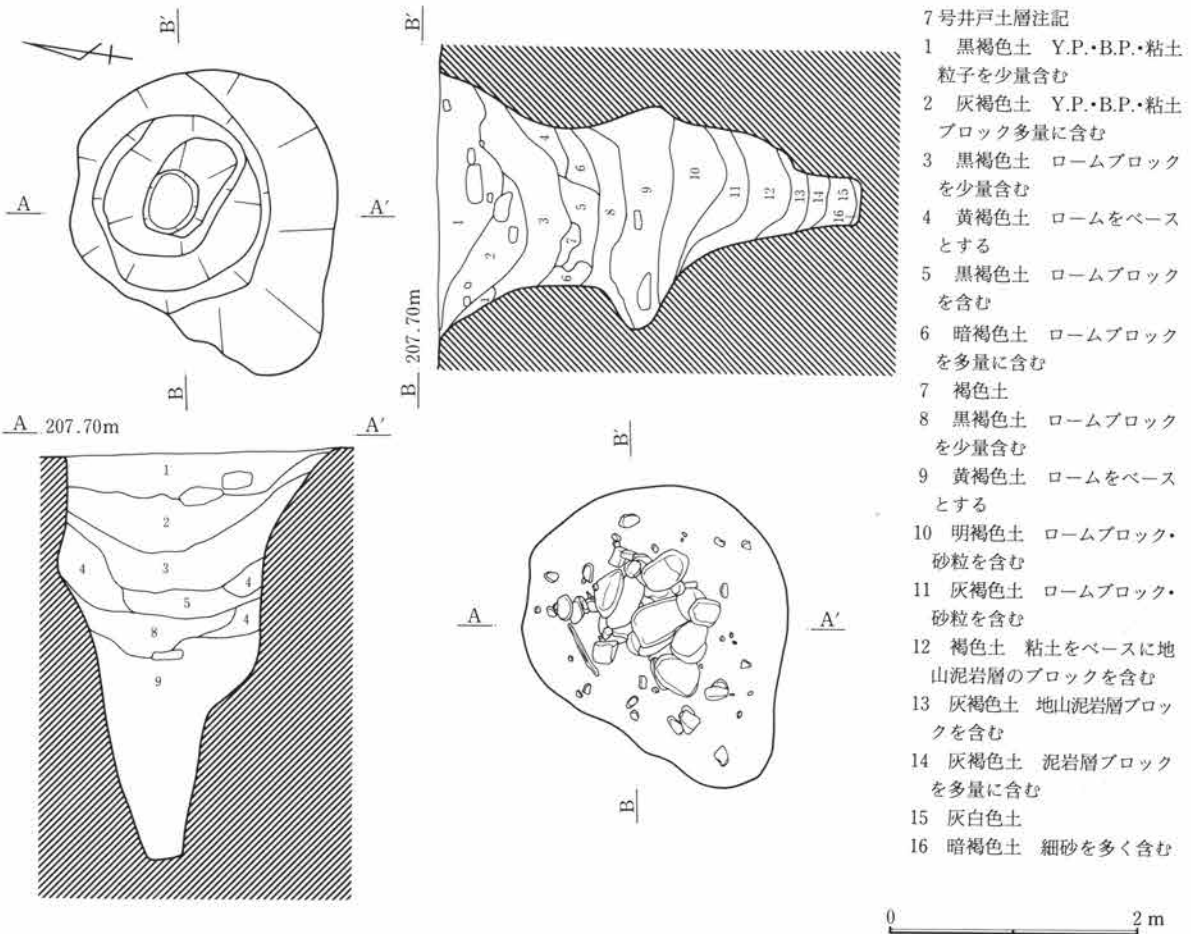 B′
A
A′
B
B′
1
2
3
4
6
5
7
6
1
8
9
10
11
12
13
14
15
16
B 207.70m
A 207.70m
A′
1
2
3
4
4
5
8
4
9
B′
A
A′
B
7号井戸土層注記
1 黒褐色土 Y.P.・B.P.・粘土
粒子を少量含む
2 灰褐色土 Y.P.・B.P.・粘土
ブロック多量に含む
3 黒褐色土 ロームブロック
を少量含む
4 黄褐色土 ロームをベース
とする
5 黒褐色土 ロームブロック
を含む
6 暗褐色土 ロームブロック
を多量に含む
7 褐色土
8 黒褐色土 ロームブロック
を少量含む
9 黄褐色土 ロームをベース
とする
10 明褐色土 ロームブロック・
砂粒を含む
11 灰褐色土 ロームブロック・
砂粒を含む
12 褐色土 粘土をベースに地
山泥岩層のブロックを含む
13 灰褐色土 地山泥岩層ブロッ
クを含む
14 灰褐色土 泥岩層ブロック
を多量に含む
15 灰白色土
16 暗褐色土 細砂を多く含む
0 2 m